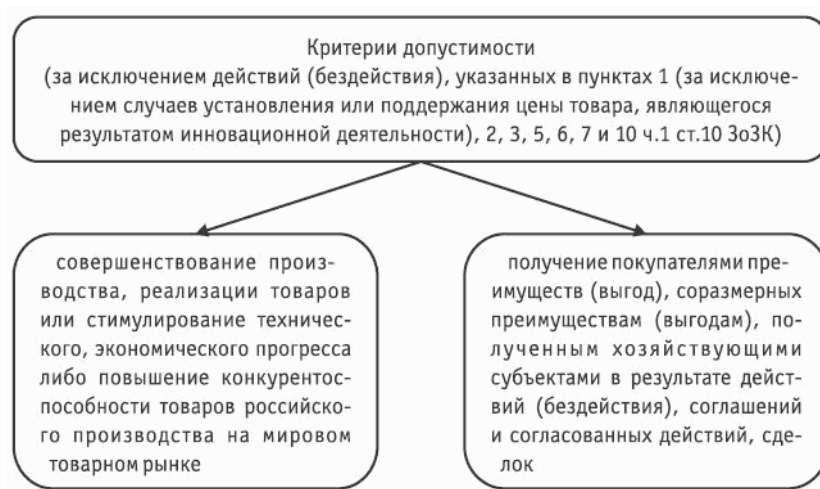 Критерии допустимости
(за исключением действий (бездействия), указанных в пунктах 1 (за исключе-
нием случаев установления или поддержания цены товара, являющегося
результатом инновационной деятельности), 2, 3, 5, 6, 7 и 10 ч.1 ст.10 ЗоЗК)
совершенствование произ-
водства, реализации товаров
или стимулирование техничес-
кого, экономического прогресса
либо повышение конкурентос-
пособности товаров российско-
го производства на мировом
товарном рынке
получение покупателями пре-
имуществ (выгод), соразмерных
преимуществам (выгодам), по-
лученным хозяйствующими
субъектами в результате дейст-
вий (бездействия), соглашений
и согласованных действий, сде-
лок